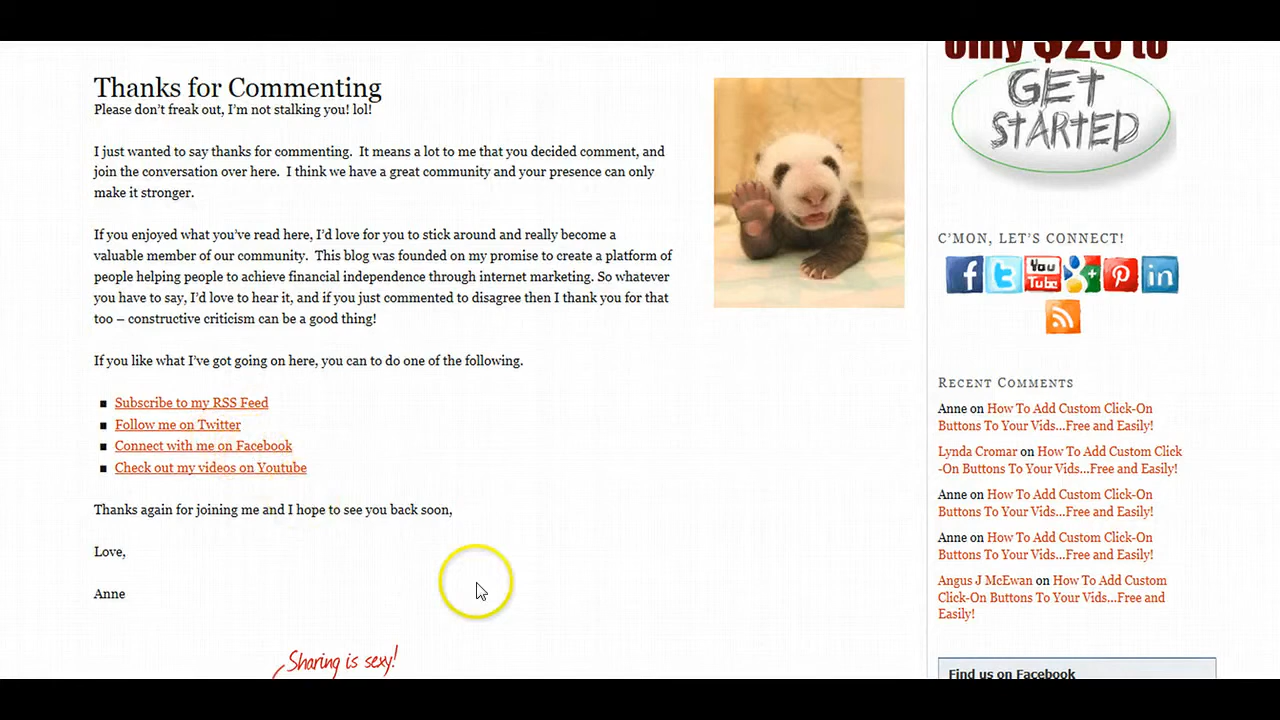 Thanks for Commenting
Please don't freak out, I'm not stalking you! lol!
I just wanted to say thanks for commenting.  It means a lot to me that you decided comment, and
join the conversation over here.  I think we have a great community and your presence can only
make it stronger.
If you enjoyed what you've read here, I'd love for you to stick around and really become a
valuable member of our community.  This blog was founded on my promise to create a platform of
people helping people to achieve financial independence through internet marketing. So whatever
you have to say, I'd love to hear it, and if you just commented to disagree then I thank you for that
too – constructive criticism can be a good thing!
If you like what I've got going on here, you can to do one of the following.
Subscribe to my RSS Feed
Follow me on Twitter
Connect with me on Facebook
Check out my videos on Youtube
Thanks again for joining me and I hope to see you back soon,
Love,
Anne
Sharing is sexy!
only $25 to
GET
STARTED
C'MON, LET'S CONNECT!
f t You Tube g+ p in
RECENT COMMENTS
Anne on How To Add Custom Click-On
Buttons To Your Vids…Free and Easily!
Lynda Cromar on How To Add Custom Click
-On Buttons To Your Vids…Free and Easily!
Anne on How To Add Custom Click-On
Buttons To Your Vids…Free and Easily!
Anne on How To Add Custom Click-On
Buttons To Your Vids…Free and Easily!
Angus J McEwan on How To Add Custom
Click-On Buttons To Your Vids…Free and
Easily!
Find us on Facebook